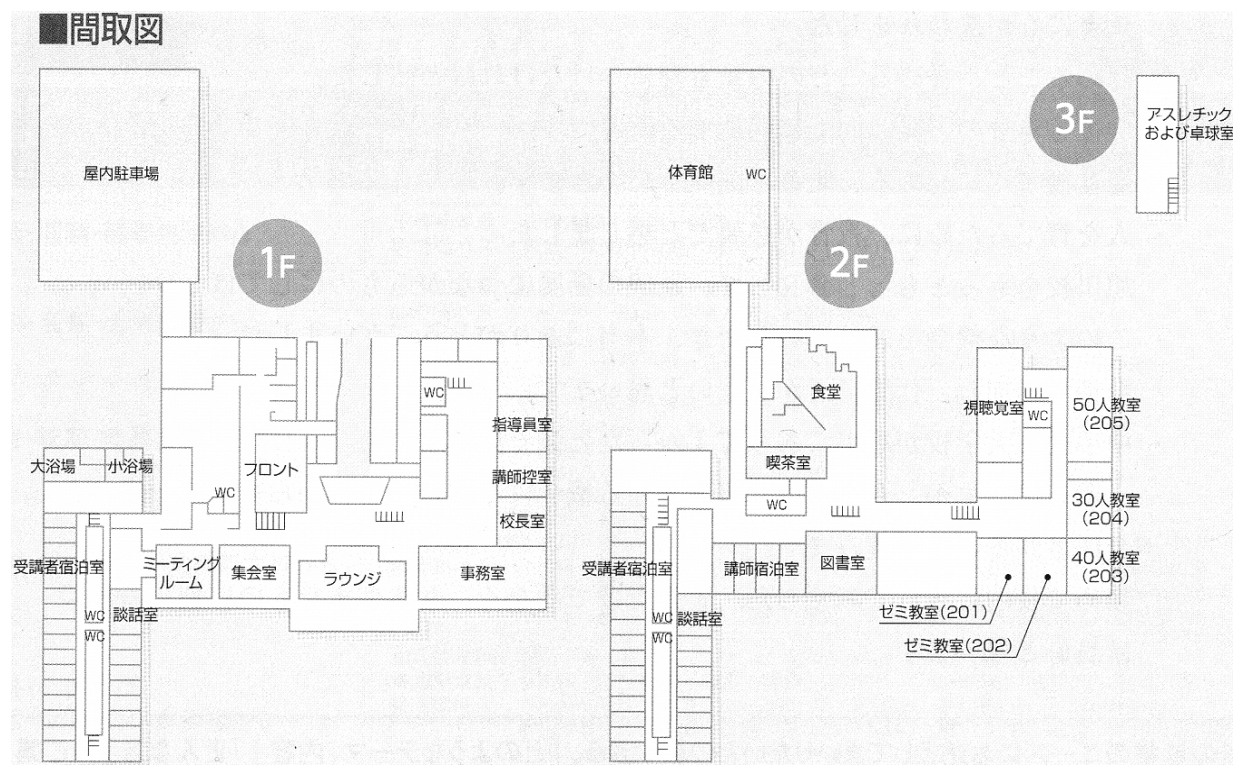 ■間取図
屋内駐車場
1F
指導員室
WC
フロント
講師控室
大浴場
小浴場
WC
校長室
受講者宿泊室
ミーティング
ルーム
集会室
ラウンジ
事務室
談話室
WC
WC
体育館
WC
2F
食堂
視聴覚室
WC
50人教室
(205)
喫茶室
WC
30人教室
(204)
受講者宿泊室
講師宿泊室
図書室
40人教室
(203)
談話室
WC
WC
ゼミ教室(201)
ゼミ教室(202)
3F
アスレチック
および卓球室